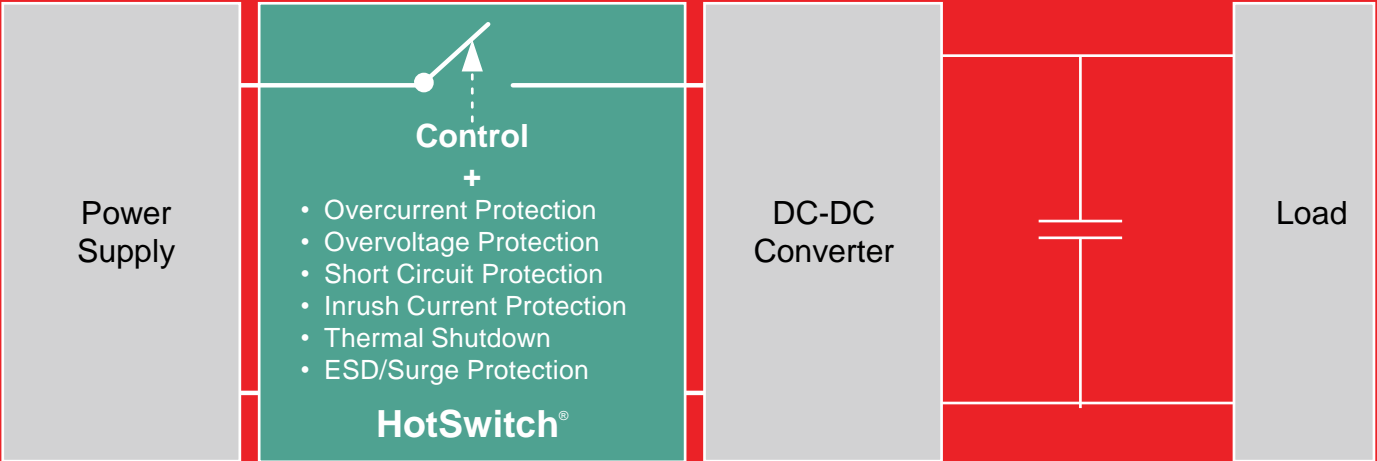 Power
Supply
Control
+
• Overcurrent Protection
• Overvoltage Protection
• Short Circuit Protection
• Inrush Current Protection
• Thermal Shutdown
• ESD/Surge Protection
HotSwitch®
DC-DC
Converter
Load